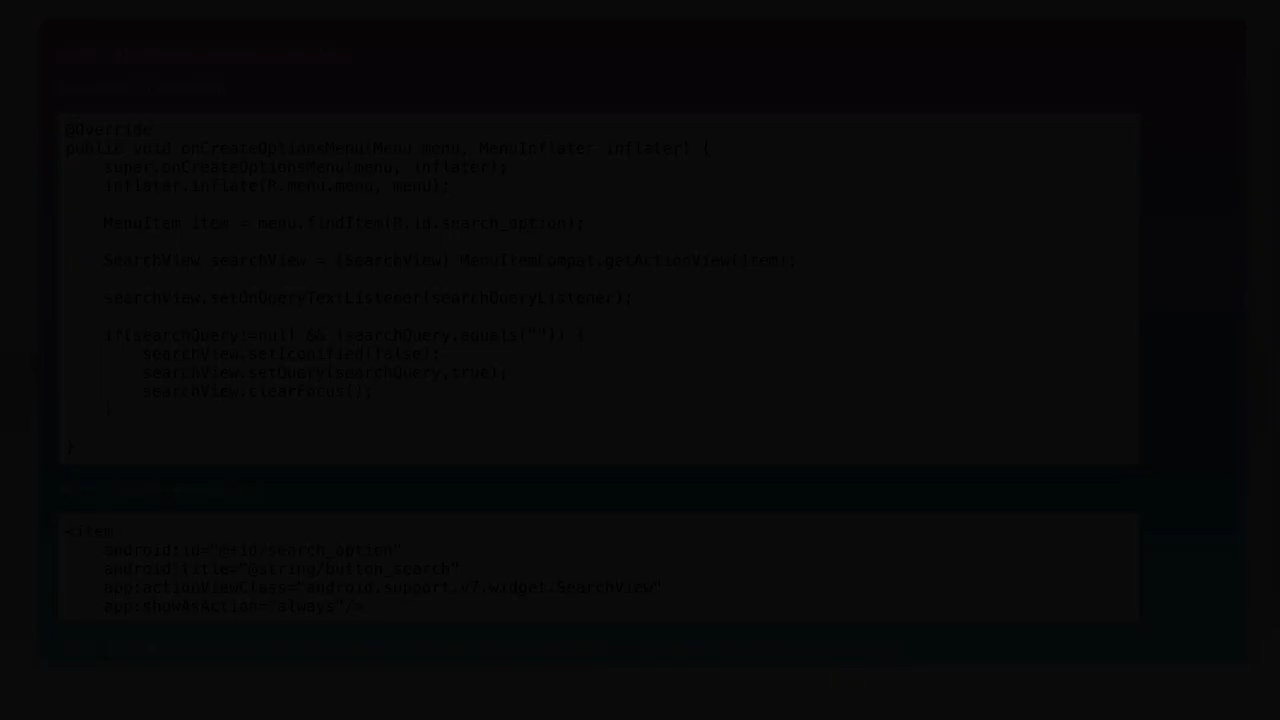 @Override
public void onCreateOptionsMenu(Menu menu, MenuInflater inflater) {
    super.onCreateOptionsMenu(menu, inflater);
    inflater.inflate(R.menu.menu, menu);
    MenuItem item = menu.findItem(R.id.search_option);
    SearchView searchView = (SearchView) MenuItemCompat.getActionView(item);
    searchView.setOnQueryTextListener(searchQueryListener);
    if(searchQuery!=null && !searchQuery.equals("")) {
        searchView.setIconified(false);
        searchView.setQuery(searchQuery,true);
        searchView.clearFocus();
    }
}
<item
    android:id="@+id/search_option"
    android:title="@string/button_search"
    app:actionViewClass="android.support.v7.widget.SearchView"
    app:showAsAction="always"/>